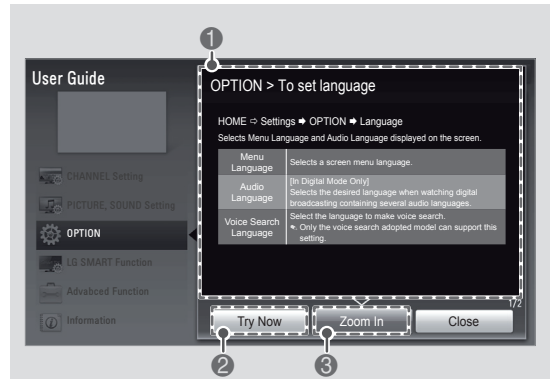 1
User Guide
OPTION > To set language
HOME ⇨ Settings ➡ OPTION ➡ Language
Selects Menu Language and Audio Language displayed on the screen.
Menu Language
Selects a screen menu language.
Audio Language
[In Digital Mode Only]
Selects the desired language when watching digital
broadcasting containing several audio languages.
Voice Search Language
Select the language to make voice search.
Only the voice search adopted model can support this
setting.
CHANNEL Setting
PICTURE, SOUND Setting
OPTION
LG SMART Function
Advabced Function
Information
1/2
Try Now
Zoom In
Close
2
3